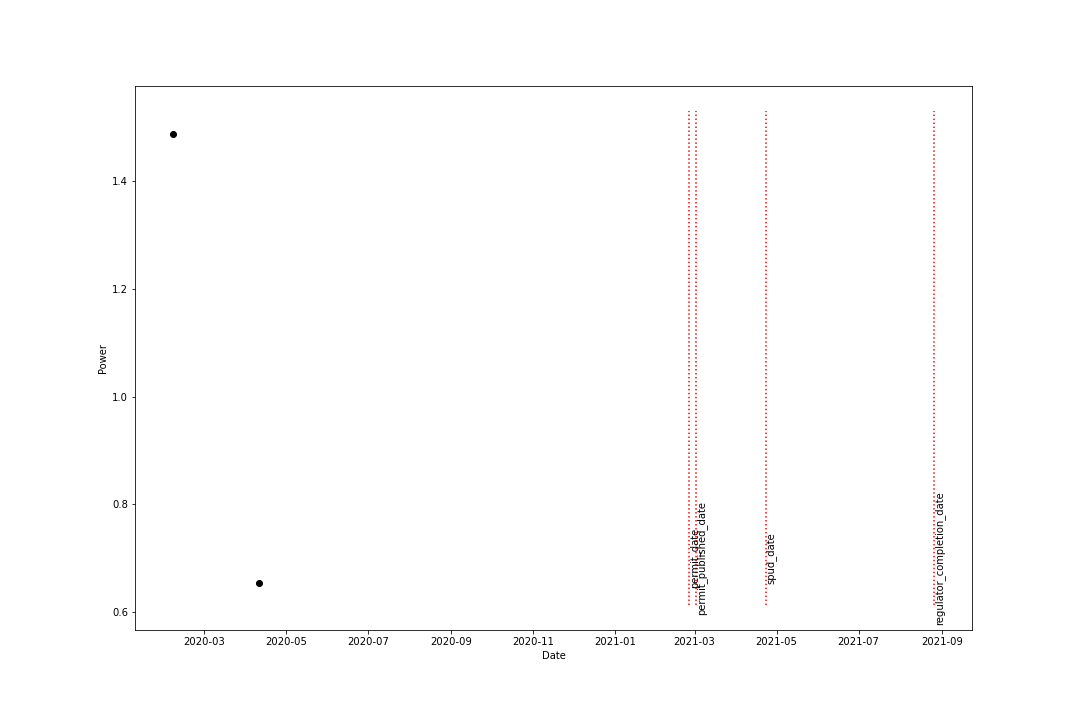 1.4
1.2
1.0
0.8
0.6
Power
permit_date
permit_published_date
spud_date
regulator_completion_date
2020-03 2020-05 2020-07 2020-09 2020-11 2021-01 2021-03 2021-05 2021-07 2021-09
Date